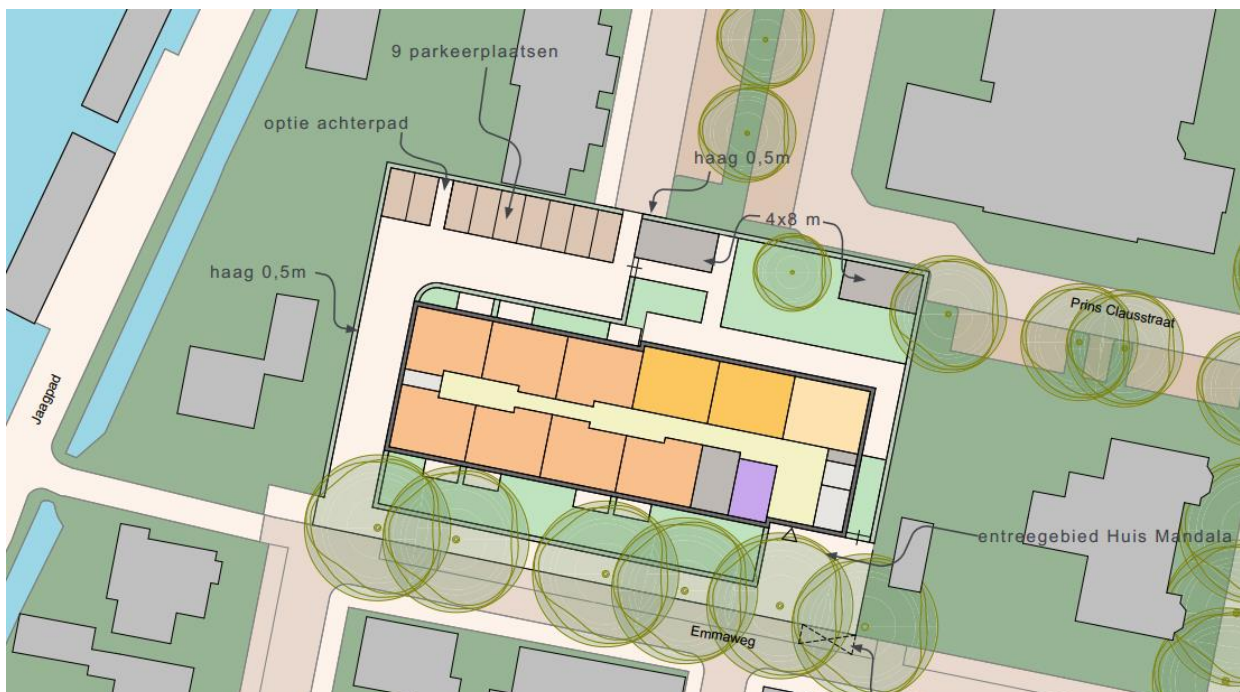 9 parkeerplaatsen
optie achterpad
haag 0,5m
4x8 m
haag 0,5m
Prins Clausstraat
Jaagpad
entreegebied Huis Mandala
Emmaweg